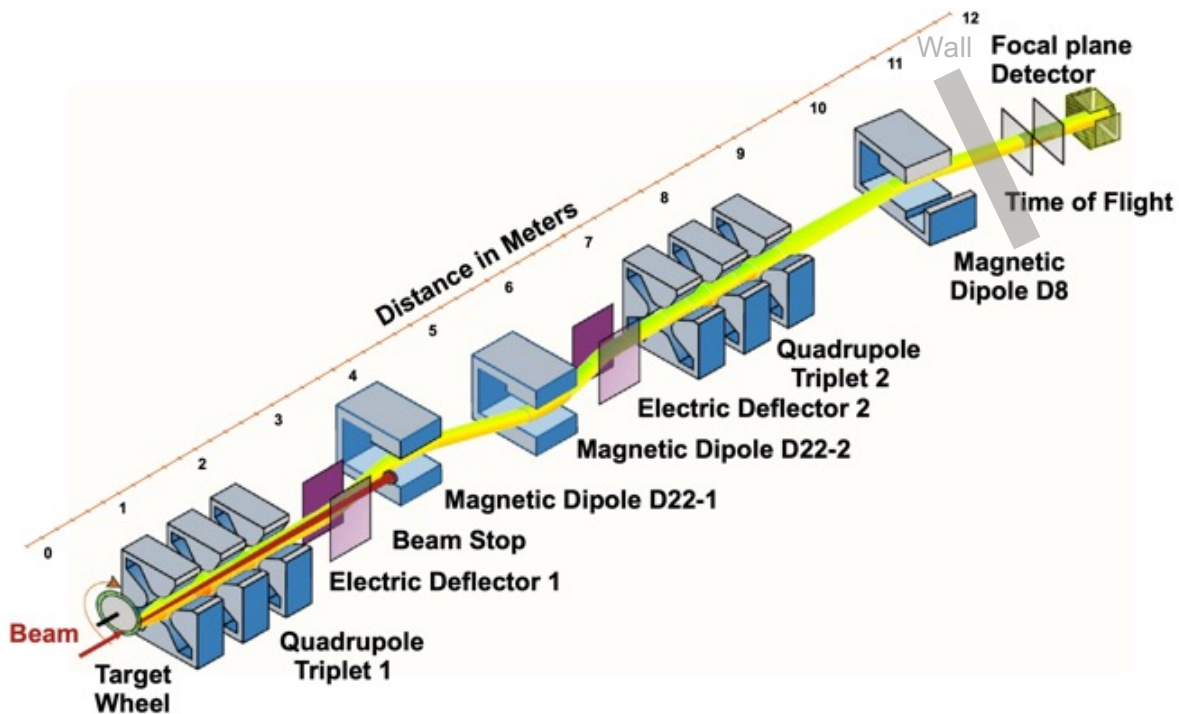 12
Wall
Focal plane
Detector
11
10
9
Time of Flight
8
Distance in Meters
7
Magnetic
Dipole D8
6
5
Quadrupole
Triplet 2
4
Electric Deflector 2
3
Magnetic Dipole D22-2
2
Magnetic Dipole D22-1
1
Beam Stop
0
Electric Deflector 1
Beam
Quadrupole
Triplet 1
Target
Wheel